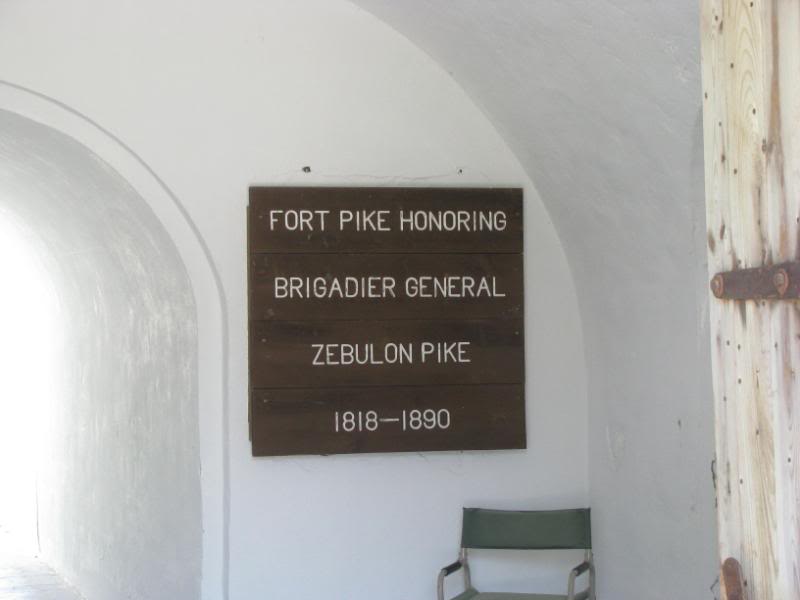 FORT PIKE HONORING
BRIGADIER GENERAL
ZEBULON PIKE
1818—1890